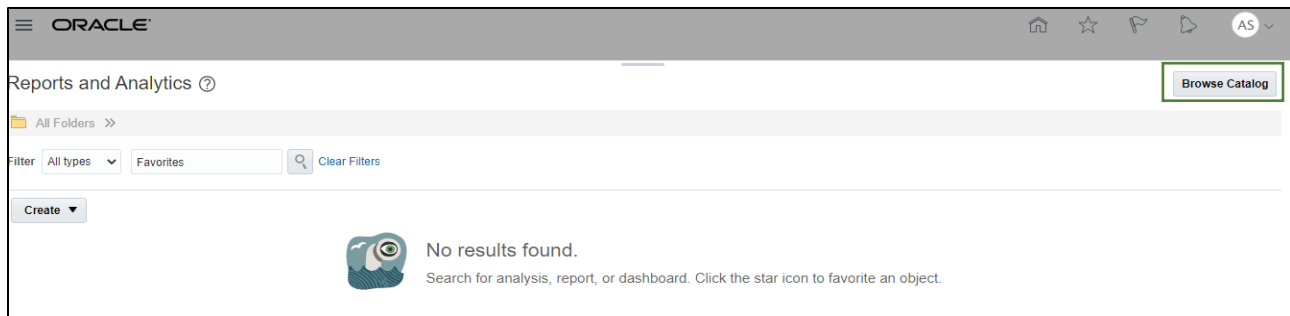 ORACLE
AS
Reports and Analytics
Browse Catalog
All Folders
Filter All types Favorites Clear Filters
Create
No results found.
Search for analysis, report, or dashboard. Click the star icon to favorite an object.